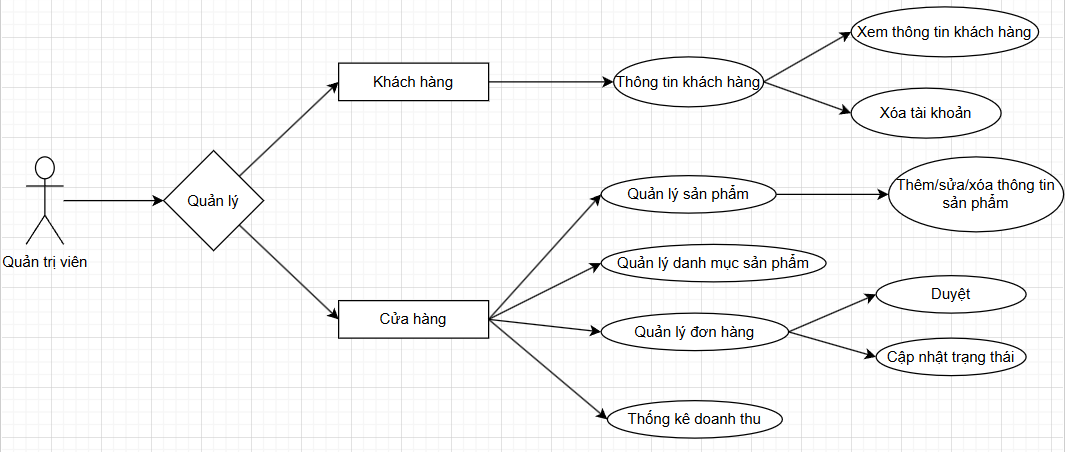 Xem thông tin khách hàng
Khách hàng
Thông tin khách hàng
Xóa tài khoản
Quản lý
Quản trị viên
Quản lý sản phẩm
Thêm/sửa/xóa thông tin
sản phẩm
Quản lý danh mục sản phẩm
Cửa hàng
Duyệt
Quản lý đơn hàng
Cập nhật trạng thái
Thống kê doanh thu